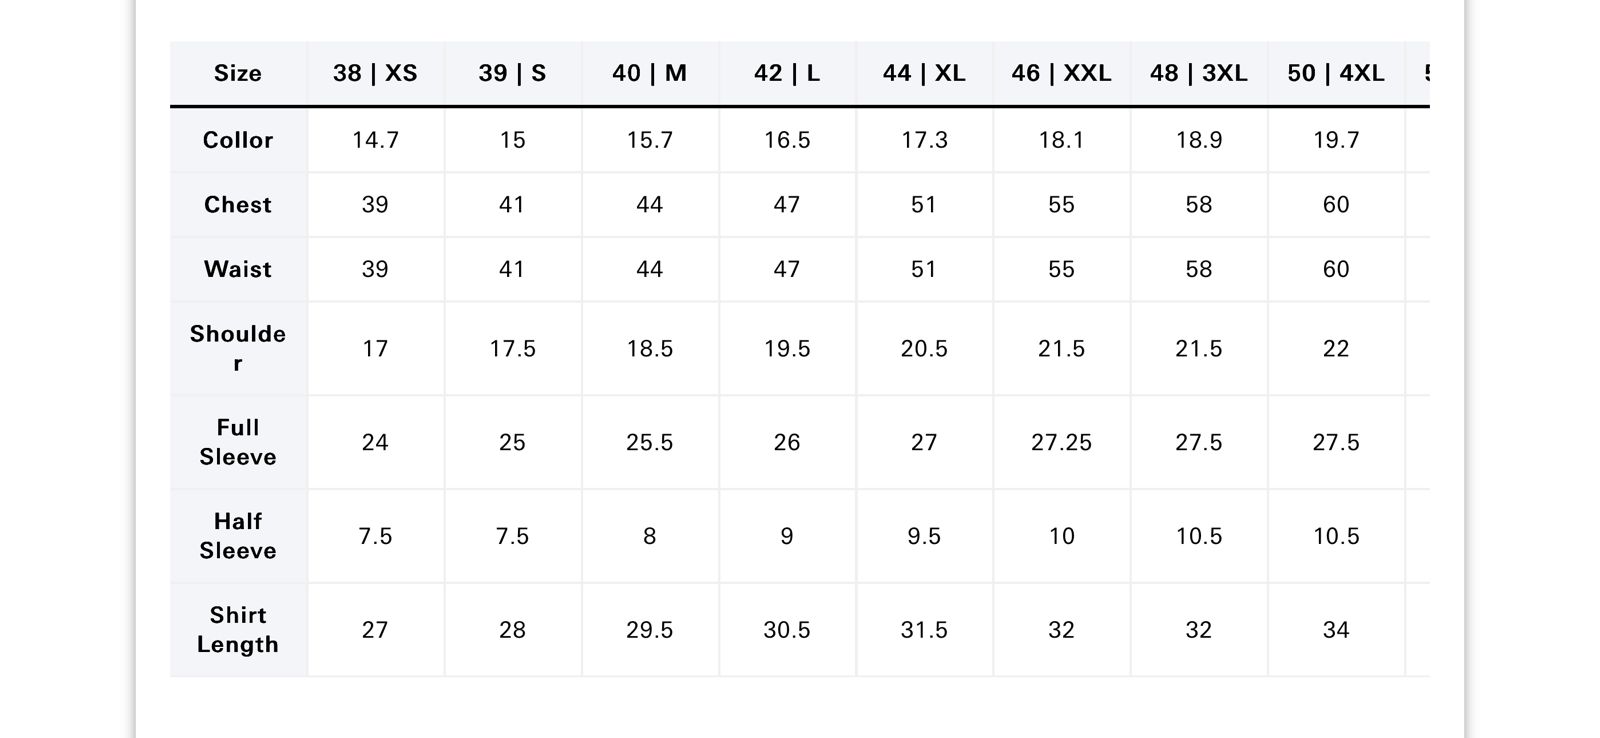 Size 38 | XS 39 | S 40 | M 42 | L 44 | XL 46 | XXL 48 | 3XL 50 | 4XL
Collor 14.7 15 15.7 16.5 17.3 18.1 18.9 19.7
Chest 39 41 44 47 51 55 58 60
Waist 39 41 44 47 51 55 58 60
Shoulde
r 17 17.5 18.5 19.5 20.5 21.5 21.5 22
Full
Sleeve 24 25 25.5 26 27 27.25 27.5 27.5
Half
Sleeve 7.5 7.5 8 9 9.5 10 10.5 10.5
Shirt
Length 27 28 29.5 30.5 31.5 32 32 34